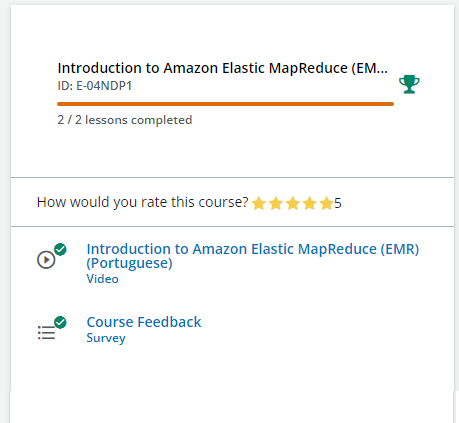 Introduction to Amazon Elastic MapReduce (EM...
ID: E-04NDP1
2 / 2 lessons completed
How would you rate this course? 5
Introduction to Amazon Elastic MapReduce (EMR)
(Portuguese)
Video
Course Feedback
Survey